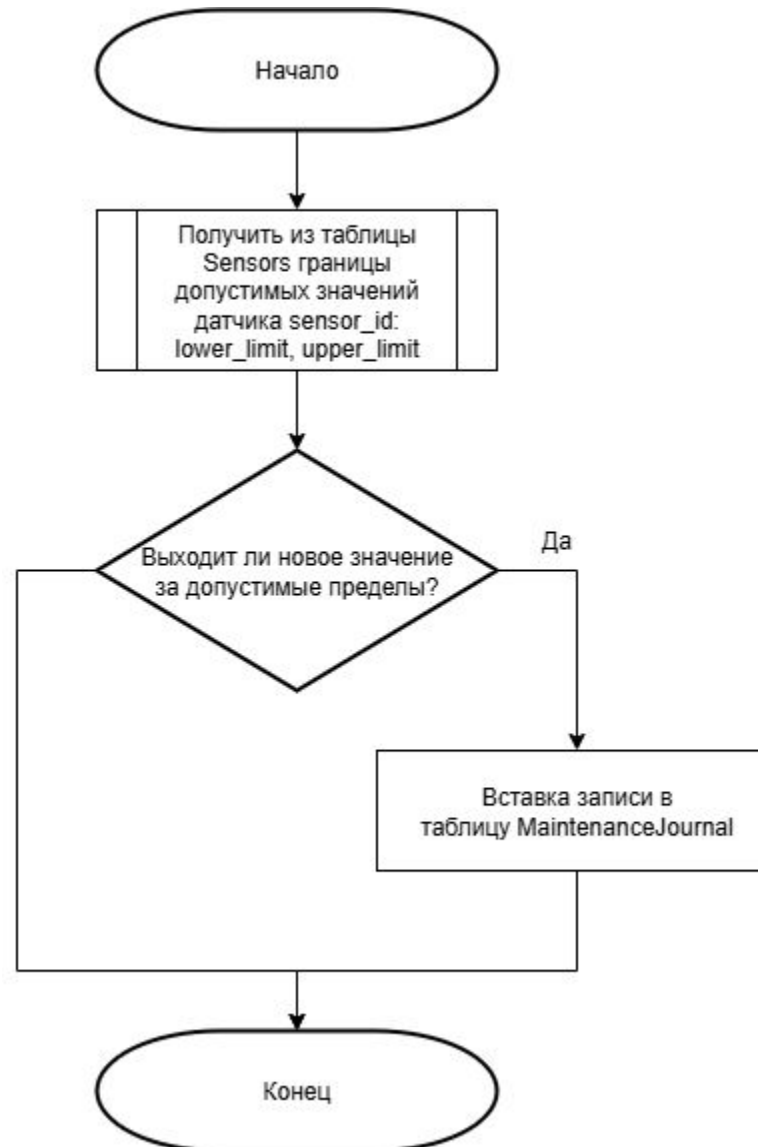 Начало
Получить из таблицы
Sensors границы
допустимых значений
датчика sensor_id:
lower_limit, upper_limit
Выходит ли новое значение
за допустимые пределы?
Да
Вставка записи в
таблицу MaintenanceJournal
Конец